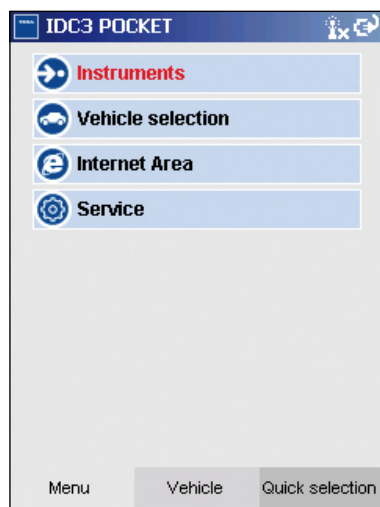 IDC3 POCKET
Instruments
Vehicle selection
Internet Area
Service
Menu Vehicle Quick selection